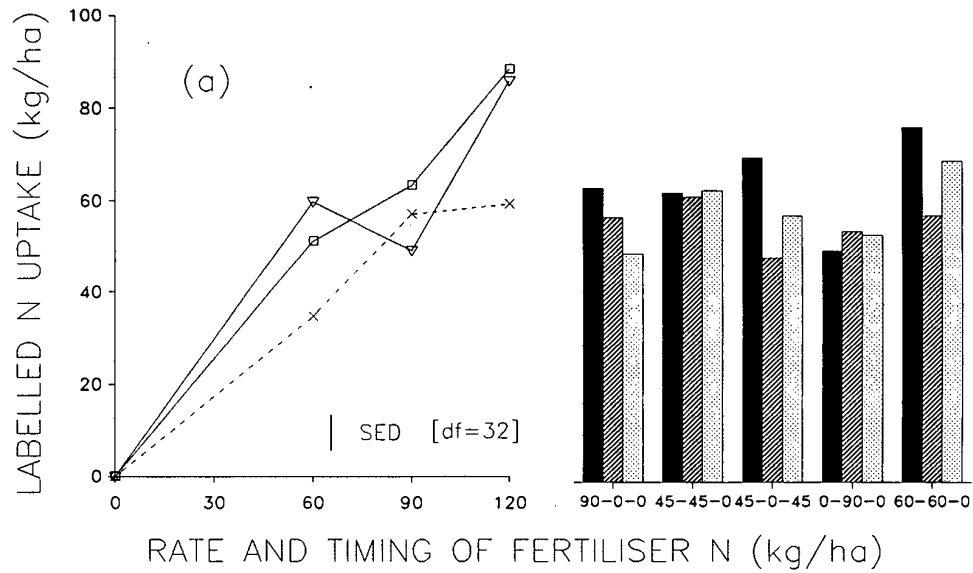 LABELLED N UPTAKE (kg/ha)
100
80
60
40
20
0
(a)
SED [df=32]
0 30 60 90 120
90-0-0 45-45-0 45-0-45 0-90-0 60-60-0
RATE AND TIMING OF FERTILISER N (kg/ha)